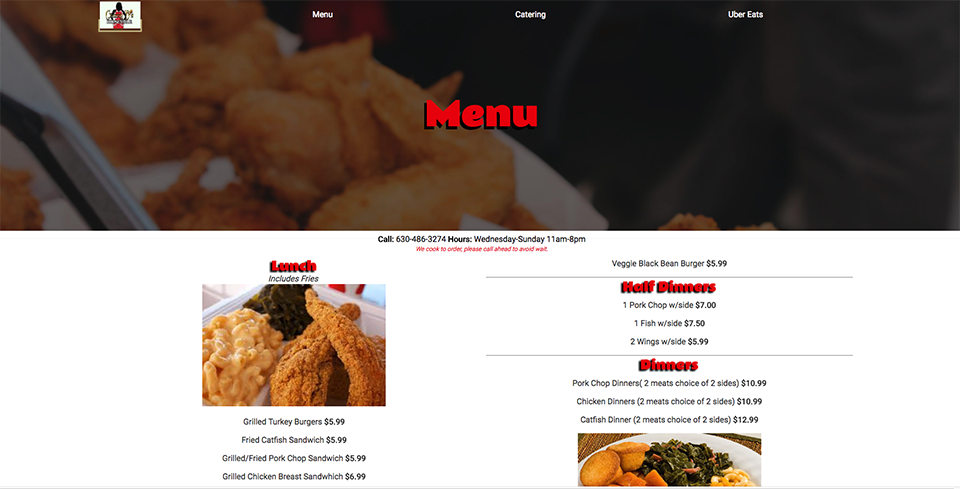 Menu
Catering
Uber Eats
Menu
Call: 630-486-3274 Hours: Wednesday-Sunday 11am-8pm
We cook to order, please call ahead to avoid wait.
Lunch
Includes Fries
Grilled Turkey Burgers $5.99
Fried Catfish Sandwich $5.99
Grilled/Fried Pork Chop Sandwich $5.99
Grilled Chicken Breast Sandwhich $6.99
Veggie Black Bean Burger $5.99
Half Dinners
1 Pork Chop w/side $7.00
1 Fish w/side $7.50
2 Wings w/side $5.99
Dinners
Pork Chop Dinners( 2 meats choice of 2 sides) $10.99
Chicken Dinners (2 meats choice of 2 sides) $10.99
Catfish Dinner (2 meats choice of 2 sides) $12.99